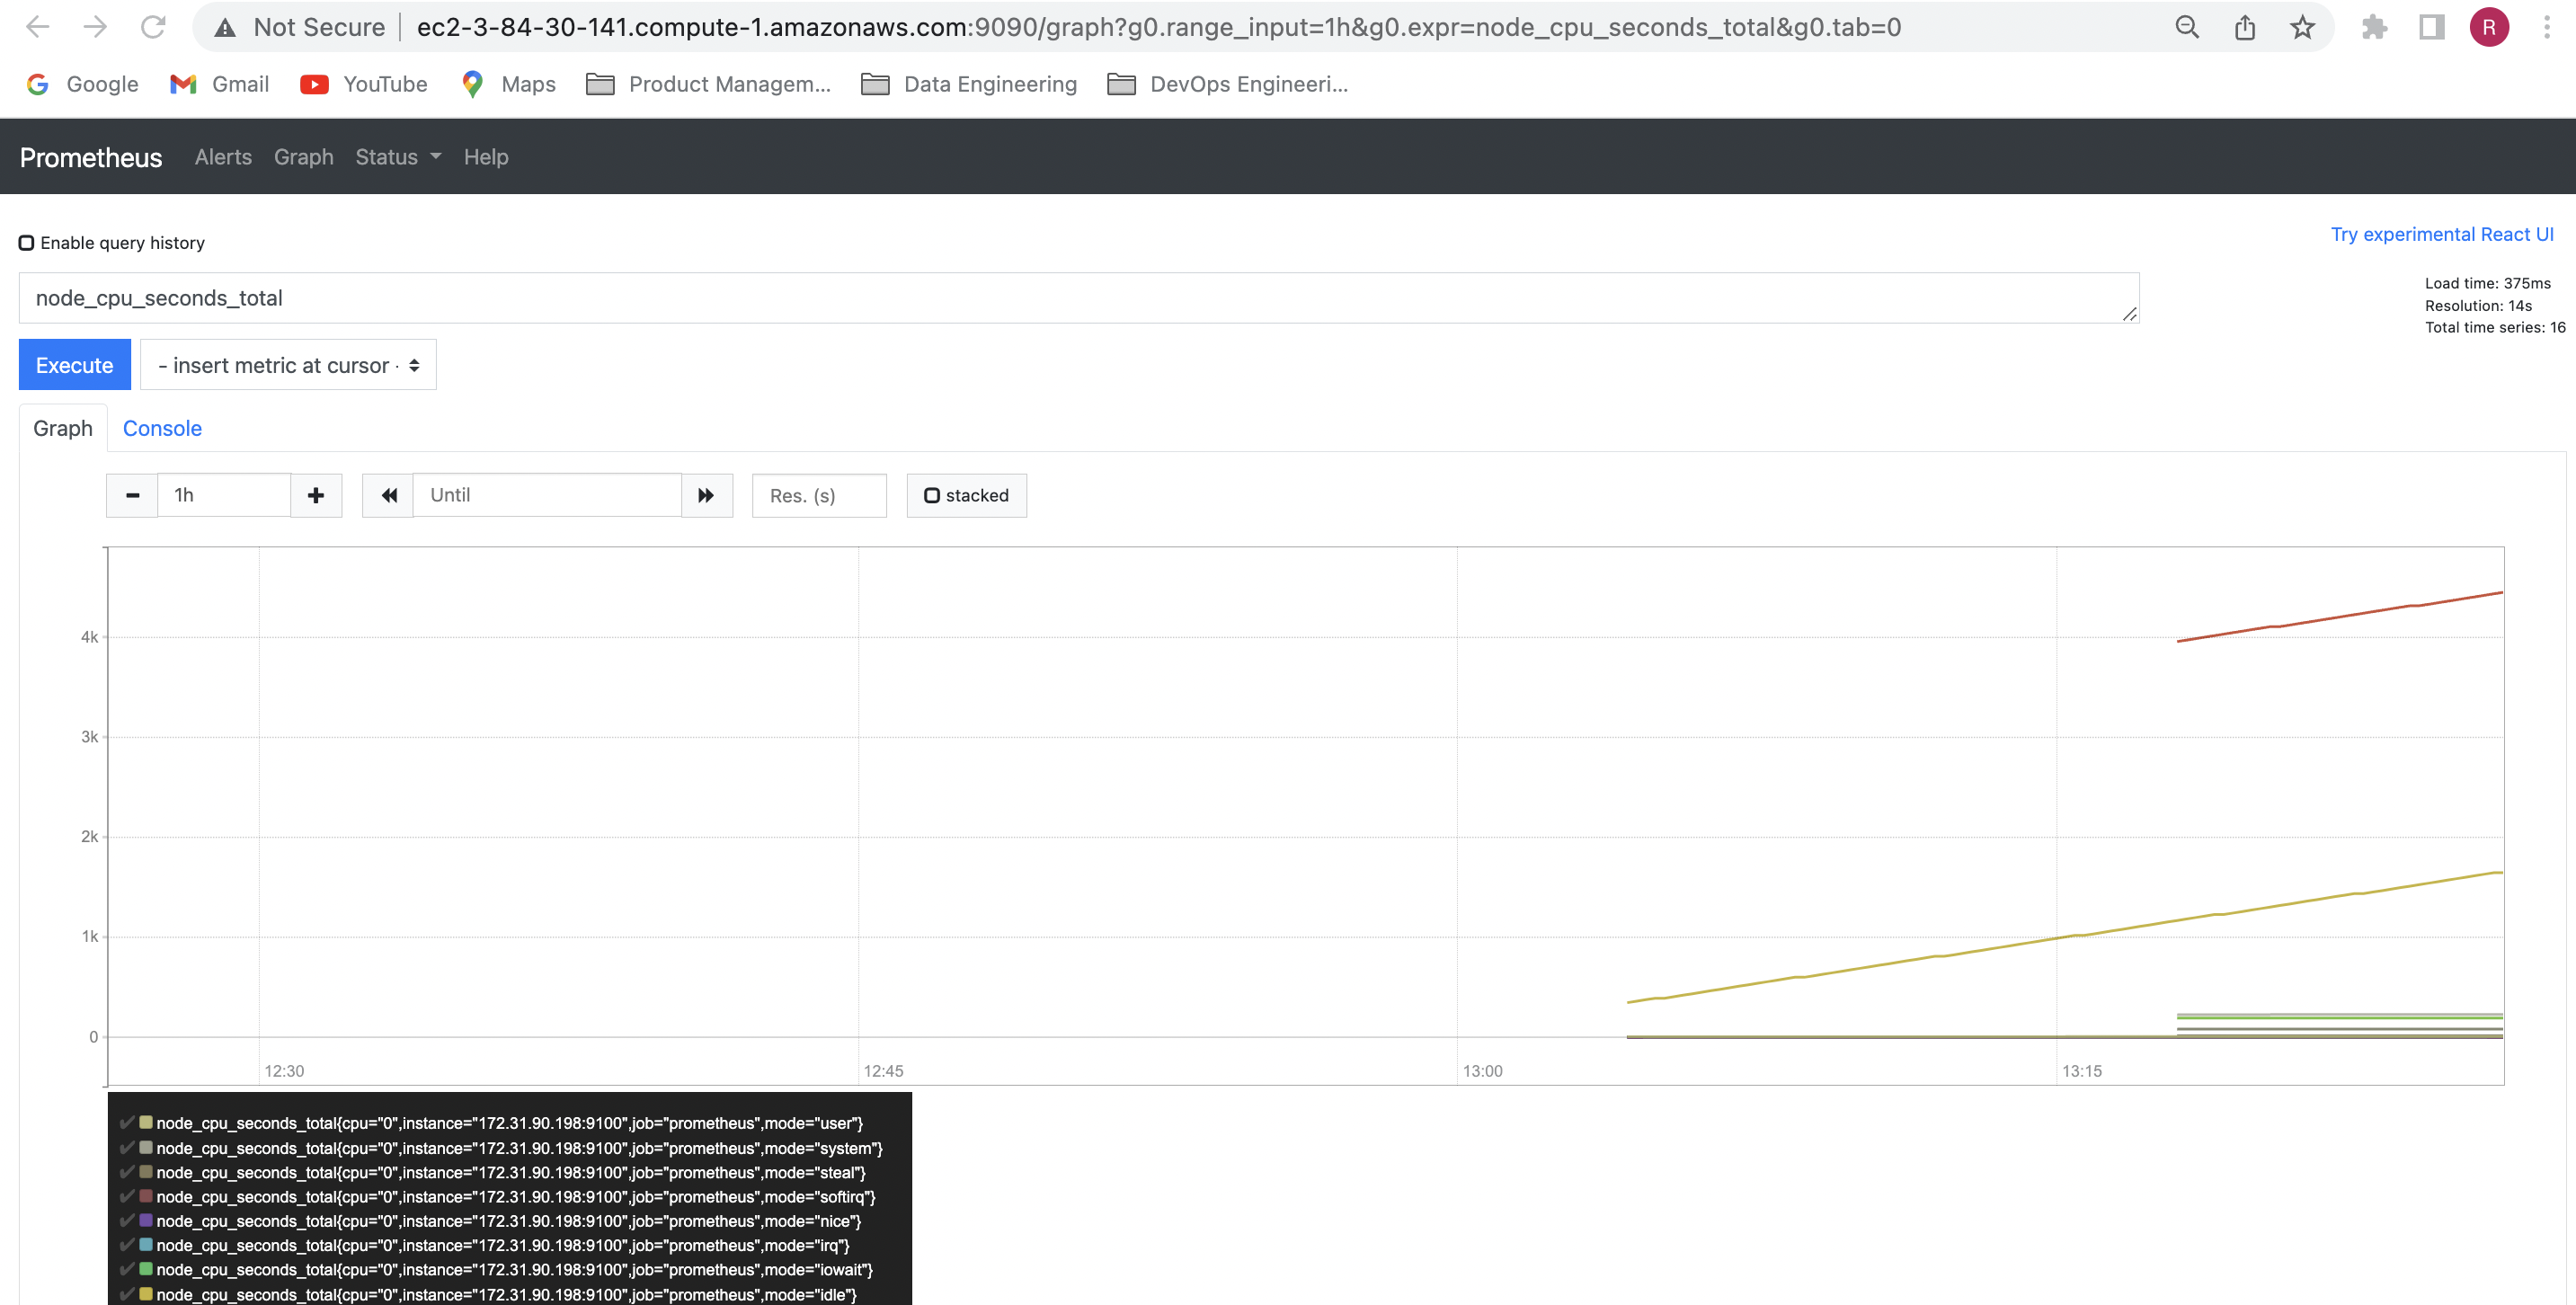 Not Secure | ec2-3-84-30-141.compute-1.amazonaws.com:9090/graph?g0.range_input=1h&g0.expr=node_cpu_seconds_total&g0.tab=0
R
Google Gmail YouTube Maps Product Managem... Data Engineering DevOps Engineeri...
Prometheus Alerts Graph Status Help
Enable query history
Try experimental React UI
node_cpu_seconds_total
Load time: 375ms
Resolution: 14s
Total time series: 16
Execute - insert metric at cursor -
Graph Console
1h Until Res. (s) stacked
4k
3k
2k
1k
0
12:30 12:45 13:00 13:15
node_cpu_seconds_total{cpu="0",instance="172.31.90.198:9100",job="prometheus",mode="user"}
node_cpu_seconds_total{cpu="0",instance="172.31.90.198:9100",job="prometheus",mode="system"}
node_cpu_seconds_total{cpu="0",instance="172.31.90.198:9100",job="prometheus",mode="steal"}
node_cpu_seconds_total{cpu="0",instance="172.31.90.198:9100",job="prometheus",mode="softirq"}
node_cpu_seconds_total{cpu="0",instance="172.31.90.198:9100",job="prometheus",mode="nice"}
node_cpu_seconds_total{cpu="0",instance="172.31.90.198:9100",job="prometheus",mode="irq"}
node_cpu_seconds_total{cpu="0",instance="172.31.90.198:9100",job="prometheus",mode="iowait"}
node_cpu_seconds_total{cpu="0",instance="172.31.90.198:9100",job="prometheus",mode="idle"}